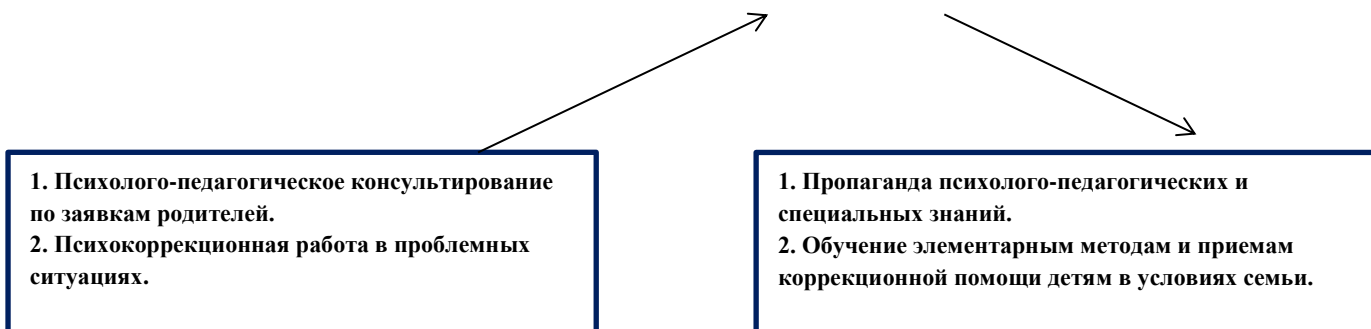 1. Психолого-педагогическое консультирование
по заявкам родителей.
2. Психокоррекционная работа в проблемных
ситуациях.
1. Пропаганда психолого-педагогических и
специальных знаний.
2. Обучение элементарным методам и приемам
коррекционной помощи детям в условиях семьи.